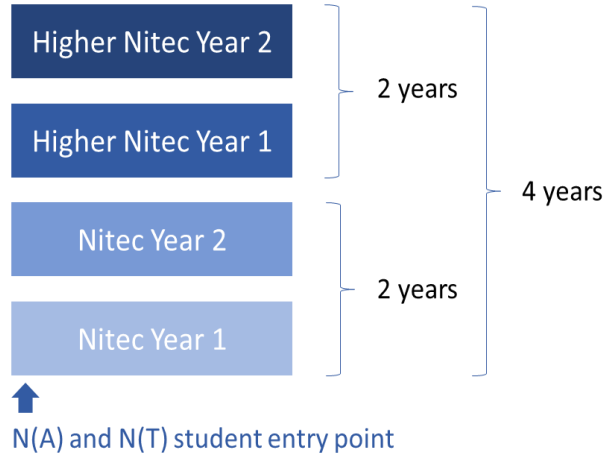 Higher Nitec Year 2
2 years
Higher Nitec Year 1
4 years
Nitec Year 2
2 years
Nitec Year 1
N(A) and N(T) student entry point